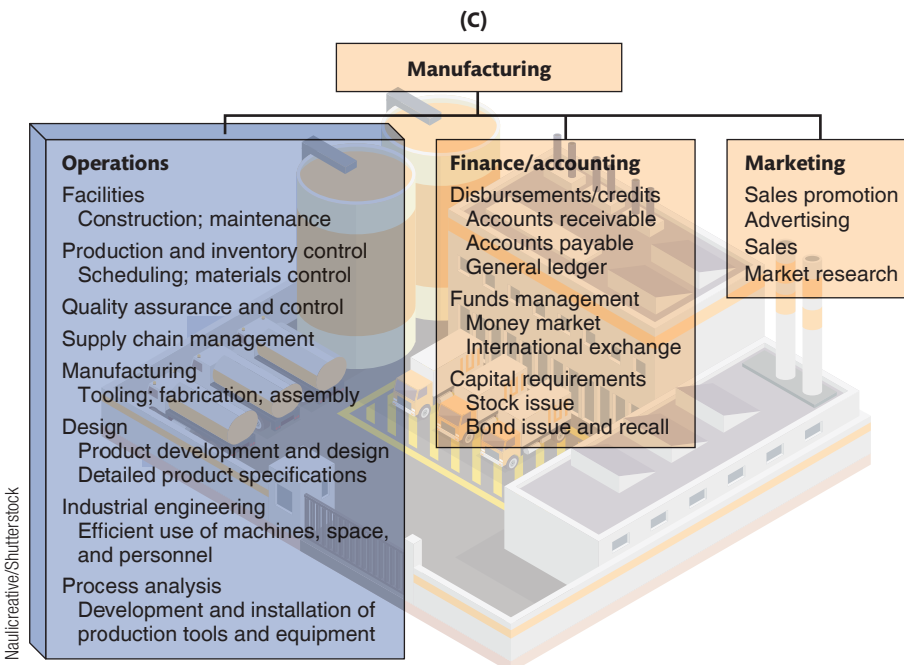 (C)
Manufacturing
Operations
Facilities
Construction; maintenance
Production and inventory control
Scheduling; materials control
Quality assurance and control
Supply chain management
Manufacturing
Tooling; fabrication; assembly
Design
Product development and design
Detailed product specifications
Industrial engineering
Efficient use of machines, space,
and personnel
Process analysis
Development and installation of
production tools and equipment
Finance/accounting
Disbursements/credits
Accounts receivable
Accounts payable
General ledger
Funds management
Money market
International exchange
Capital requirements
Stock issue
Bond issue and recall
Marketing
Sales promotion
Advertising
Sales
Market research
Naulicreative/Shutterstock